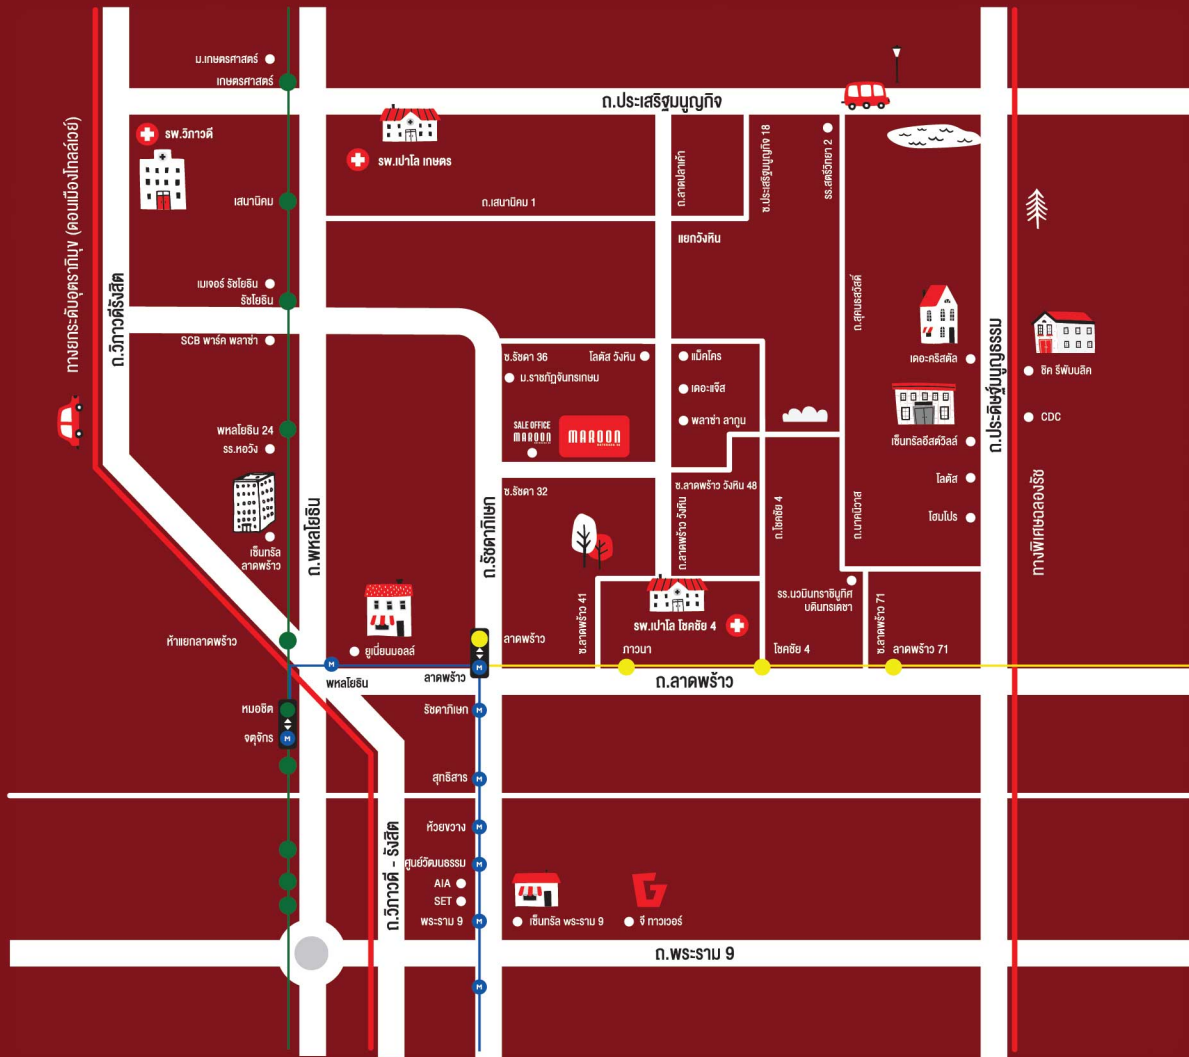 ม.เกษตรศาสตร์
เกษตรศาสตร์
ถ.ประเสริฐมนูญกิจ
รพ.วิภาวดี
รพ.เปาโล เกษตร
ทางยกระดับอุตราภิมุข (ดอนเมืองโทลล์เวย์)
ถ.ลาดปลาเค้า
ซ.ประเสริฐมนูญกิจ 18
รร.สตรีวิทยา 2
เสนานิคม
ถ.เสนานิคม 1
แยกวังหิน
ถ.วิภาวดีรังสิต
เมเจอร์ รัชโยธิน
รัชโยธิน
SCB พาร์ค พลาซ่า
ถ.สุคนธสวัสดิ์
ซ.รัชดา 36
โลตัส วังหิน
แม็คโคร
ม.ราชภัฏจันทรเกษม
เดอะแจ๊ส
พลาซ่า ลากูน
เดอะคริสตัล
ถ.ประดิษฐ์มนูญธรรม
ชิค รีพับบลิค
CDC
SALE OFFICE
MAROON
MAROON
พหลโยธิน 24
รร.หอวัง
เซ็นทรัลอีสต์วิลล์
โลตัส
โฮมโปร
ซ.รัชดา 32
ซ.ลาดพร้าว วังหิน 48
ถ.ลาดพร้าว วังหิน
ถ.โชคชัย 4
ถ.นาคนิวาส
ทางพิเศษฉลองรัช
ถ.พหลโยธิน
ถ.รัชดาภิเษก
เซ็นทรัล
ลาดพร้าว
ห้าแยกลาดพร้าว
ยูเนี่ยนมอลล์
ลาดพร้าว
ซ.ลาดพร้าว 41
รพ.เปาโล โชคชัย 4
รร.นวมินทราชินูทิศ
บดินทรเดชา
ซ.ลาดพร้าว 71
ภาวนา
โชคชัย 4
ลาดพร้าว 71
M
พหลโยธิน
ลาดพร้าว
M
ถ.ลาดพร้าว
หมอชิต
จตุจักร
M
รัชดาภิเษก
M
สุทธิสาร
M
ห้วยขวาง
M
ศูนย์วัฒนธรรม
M
ถ.วิภาวดี - รังสิต
AIA
SET
พระราม 9
M
เซ็นทรัล พระราม 9
จี ทาวเวอร์
ถ.พระราม 9
M